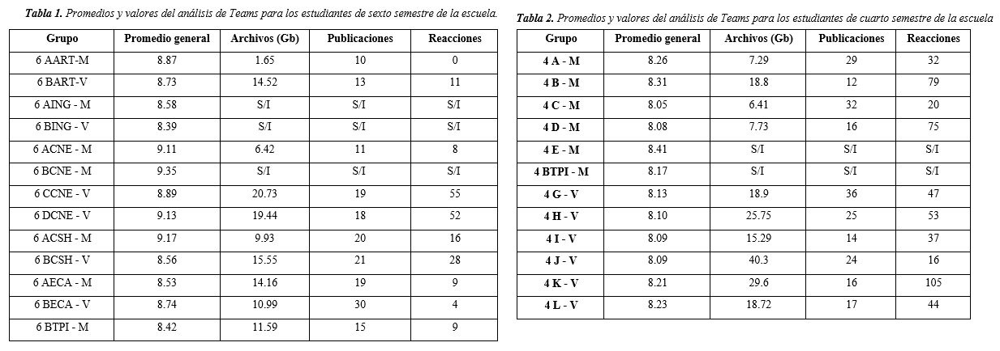 Tabla 1. Promedios y valores del análisis de Teams para los estudiantes de sexto semestre de la escuela.
Grupo Promedio general Archivos (Gb) Publicaciones Reacciones
6 AART-M 8.87 1.65 10 0
6 BART-V 8.73 14.52 13 11
6 AING - M 8.58 S/I S/I S/I
6 BING - V 8.39 S/I S/I S/I
6 ACNE - M 9.11 6.42 11 8
6 BCNE - M 9.35 S/I S/I S/I
6 CCNE - V 8.89 20.73 19 55
6 DCNE - V 9.13 19.44 18 52
6 ACSH - M 9.17 9.93 20 16
6 BCSH - V 8.56 15.55 21 28
6 AECA - M 8.53 14.16 19 9
6 BECA - V 8.74 10.99 30 4
6 BTPI - M 8.42 11.59 15 9
Tabla 2. Promedios y valores del análisis de Teams para los estudiantes de cuarto semestre de la escuela
Grupo Promedio general Archivos (Gb) Publicaciones Reacciones
4 A - M 8.26 7.29 29 32
4 B - M 8.31 18.8 12 79
4 C - M 8.05 6.41 32 20
4 D - M 8.08 7.73 16 75
4 E - M 8.41 S/I S/I S/I
4 BTPI - M 8.17 S/I S/I S/I
4 G - V 8.13 18.9 36 47
4 H - V 8.10 25.75 25 53
4 I - V 8.09 15.29 14 37
4 J - V 8.09 40.3 24 16
4 K - V 8.21 29.6 16 105
4 L - V 8.23 18.72 17 44